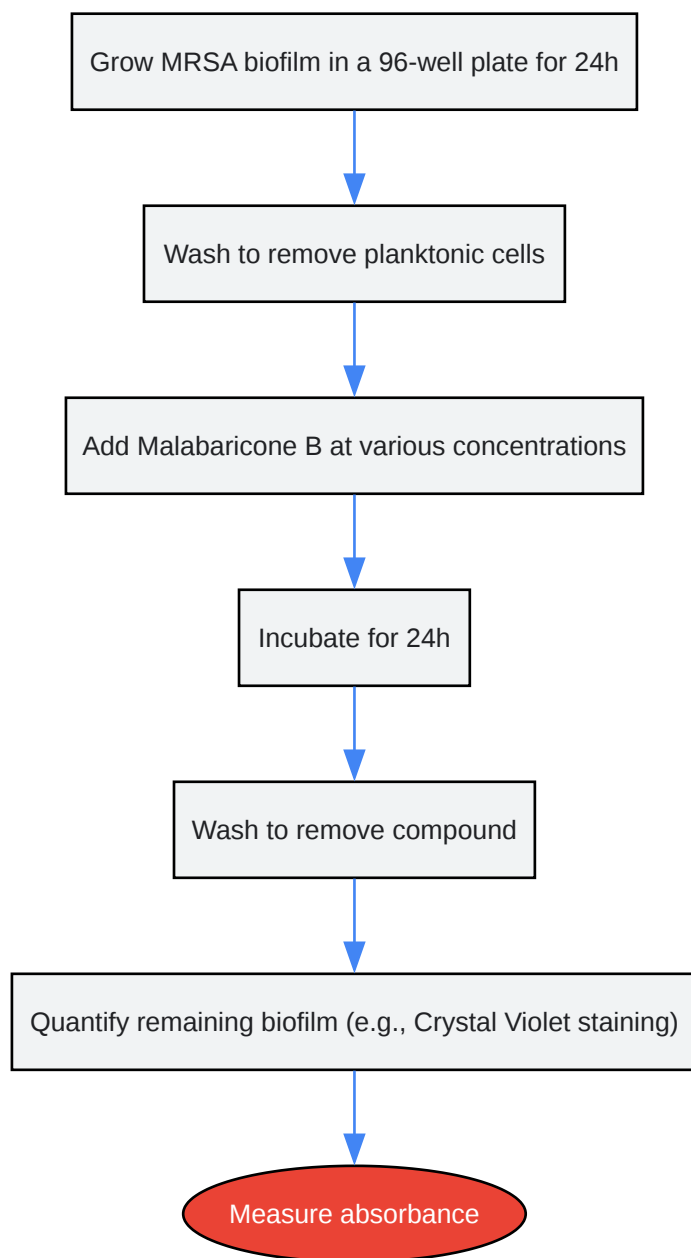 Grow MRSA biofilm in a 96-well plate for 24h
Wash to remove planktonic cells
Add Malabaricone B at various concentrations
Incubate for 24h
Wash to remove compound
Quantify remaining biofilm (e.g., Crystal Violet staining)
Measure absorbance